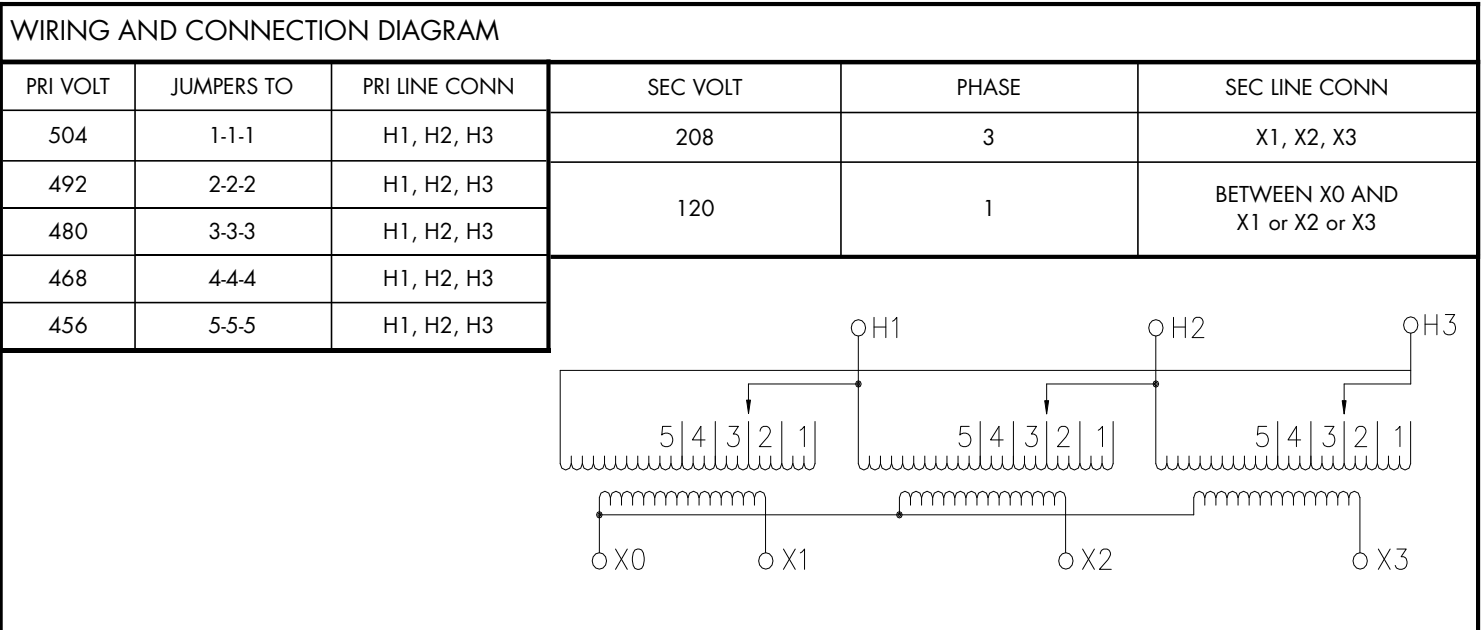 WIRING AND CONNECTION DIAGRAM
PRI VOLT JUMPERS TO PRI LINE CONN SEC VOLT PHASE SEC LINE CONN
504 1-1-1 H1, H2, H3 208 3 X1, X2, X3
492 2-2-2 H1, H2, H3
120 1 BETWEEN X0 AND
X1 or X2 or X3
480 3-3-3 H1, H2, H3
468 4-4-4 H1, H2, H3
456 5-5-5 H1, H2, H3
H1 H2 H3
5 4 3 2 1 5 4 3 2 1 5 4 3 2 1
X0 X1 X2 X3